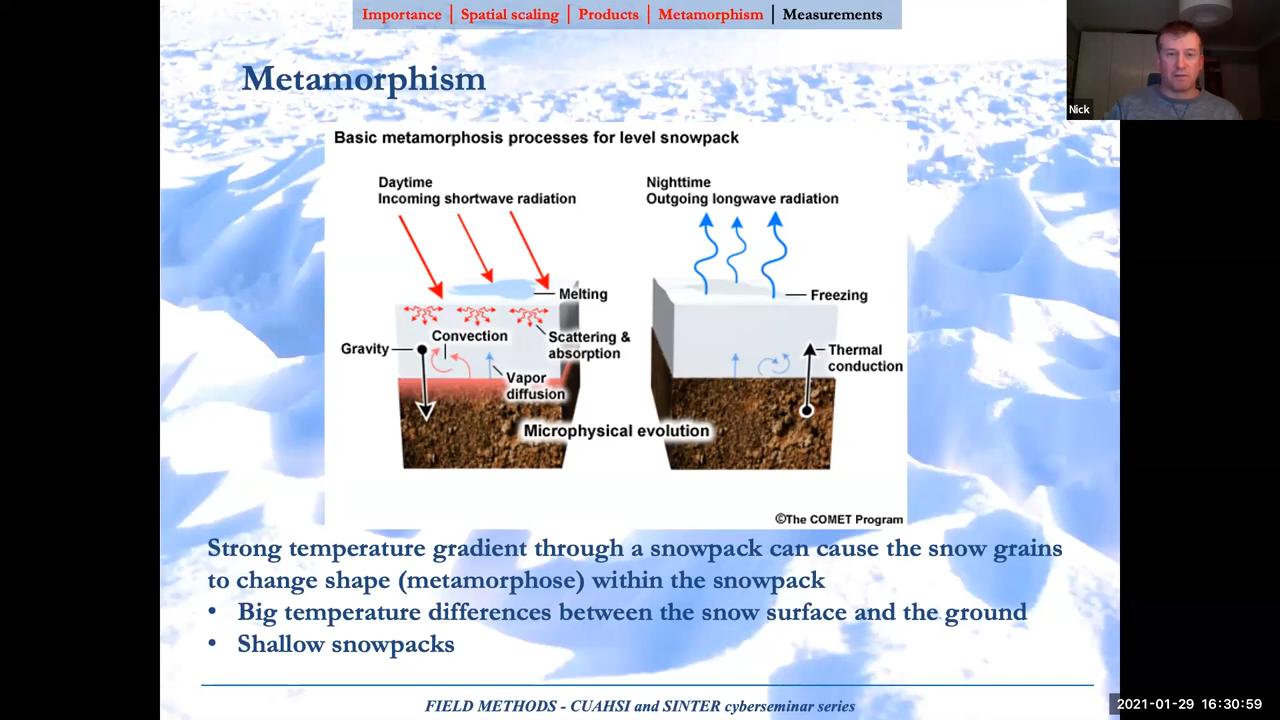 Importance | Spatial scaling | Products | Metamorphism | Measurements
Nick
Metamorphism
Basic metamorphosis processes for level snowpack
Daytime
Incoming shortwave radiation
Nighttime
Outgoing longwave radiation
Melting
Freezing
Gravity
Convection
Scattering &
absorption
Vapor
diffusion
Thermal
conduction
Microphysical evolution
©The COMET Program
Strong temperature gradient through a snowpack can cause the snow grains
to change shape (metamorphose) within the snowpack
• Big temperature differences between the snow surface and the ground
• Shallow snowpacks
FIELD METHODS - CUAHSI and SINTER cyberseminar series
2021-01-29 16:30:59